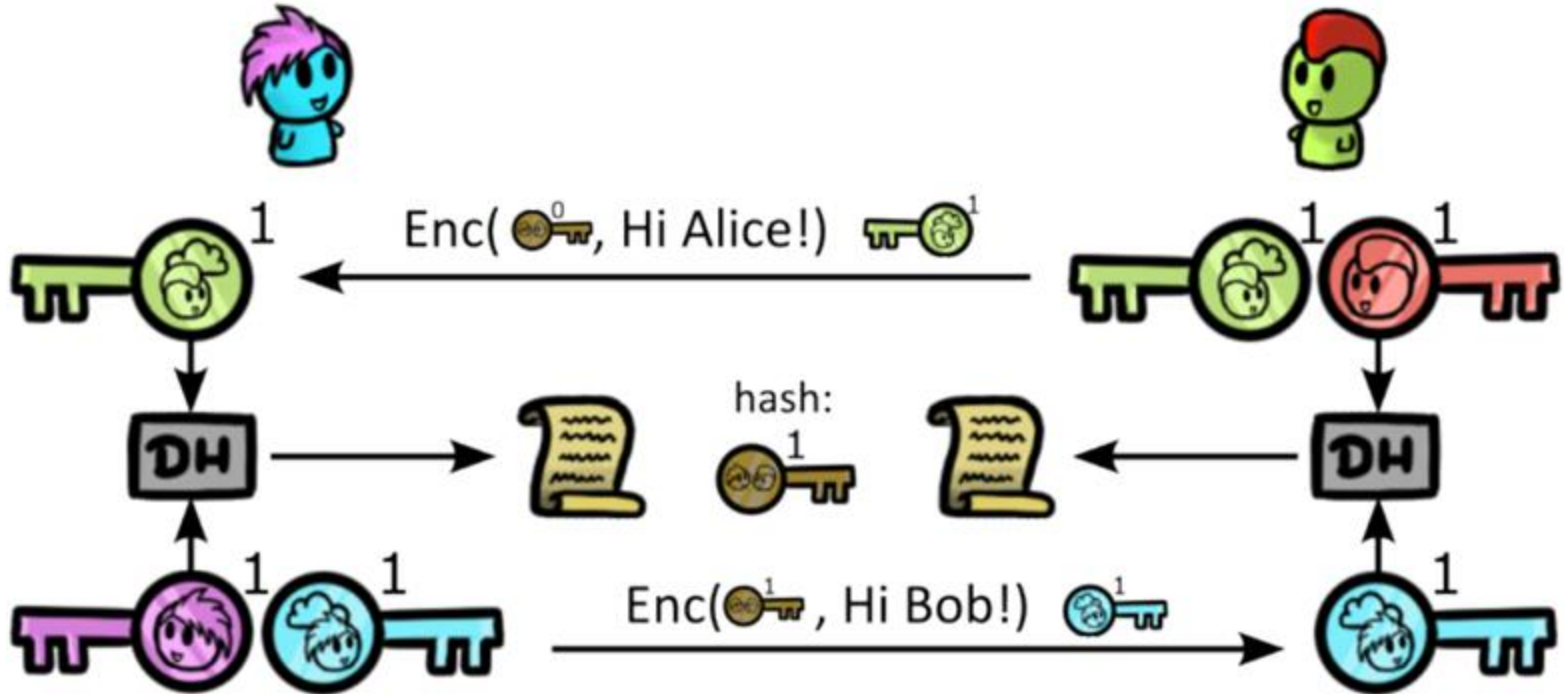 1
Enc( 0 , Hi Alice!) 1
1 1
hash:
1
DH
DH
1 1
Enc( 1 , Hi Bob!) 1
1